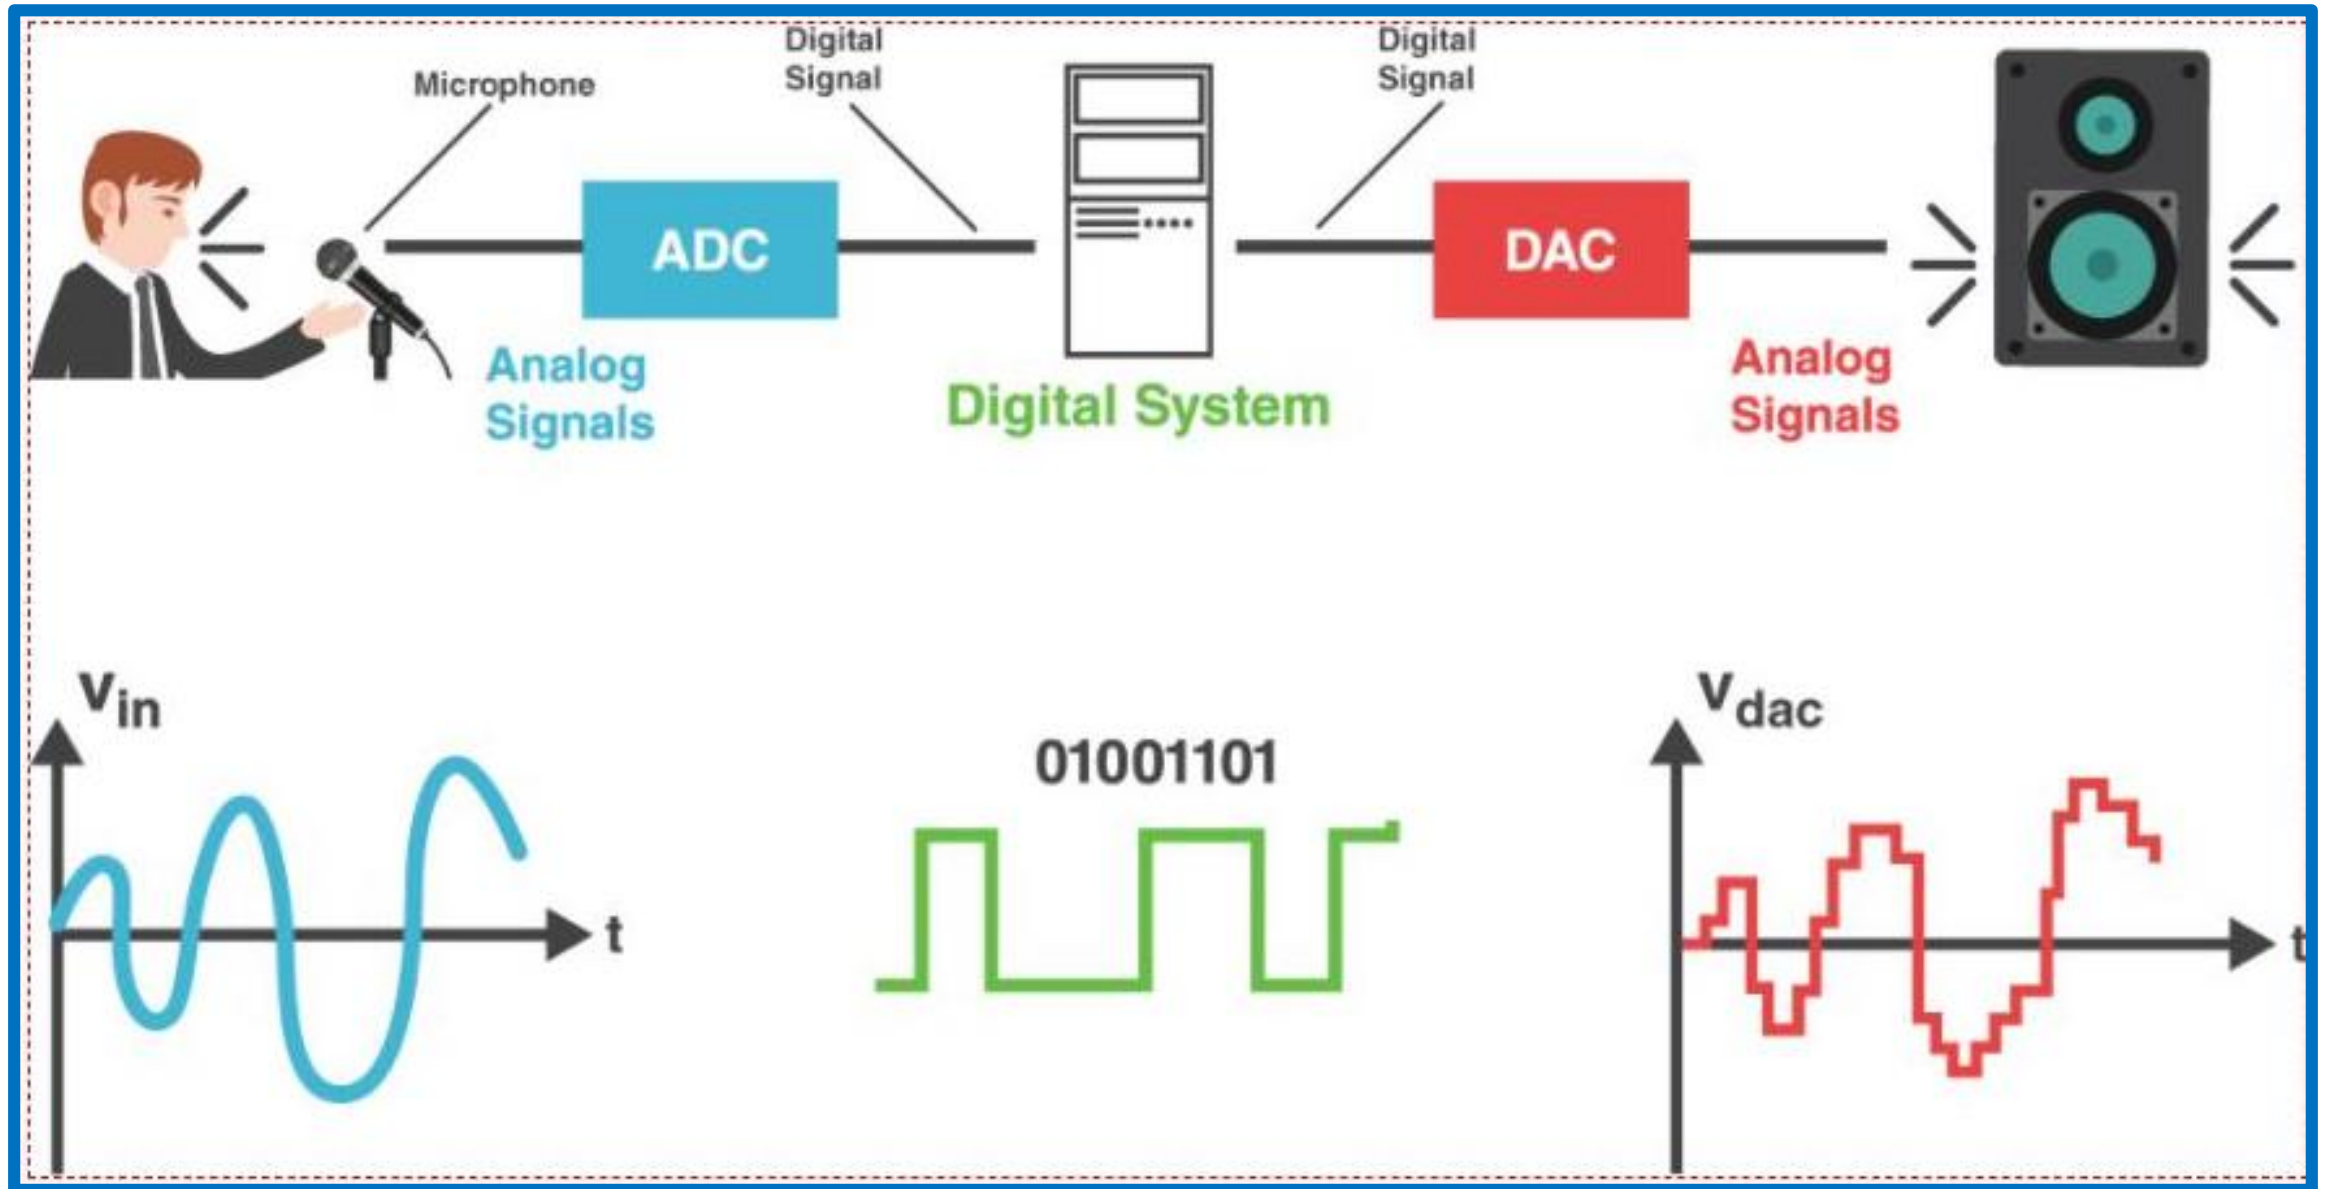 Microphone
Digital
Signal
Digital
Signal
ADC
DAC
Analog
Signals
Digital System
Analog
Signals
Vin
t
01001101
Vdac
t